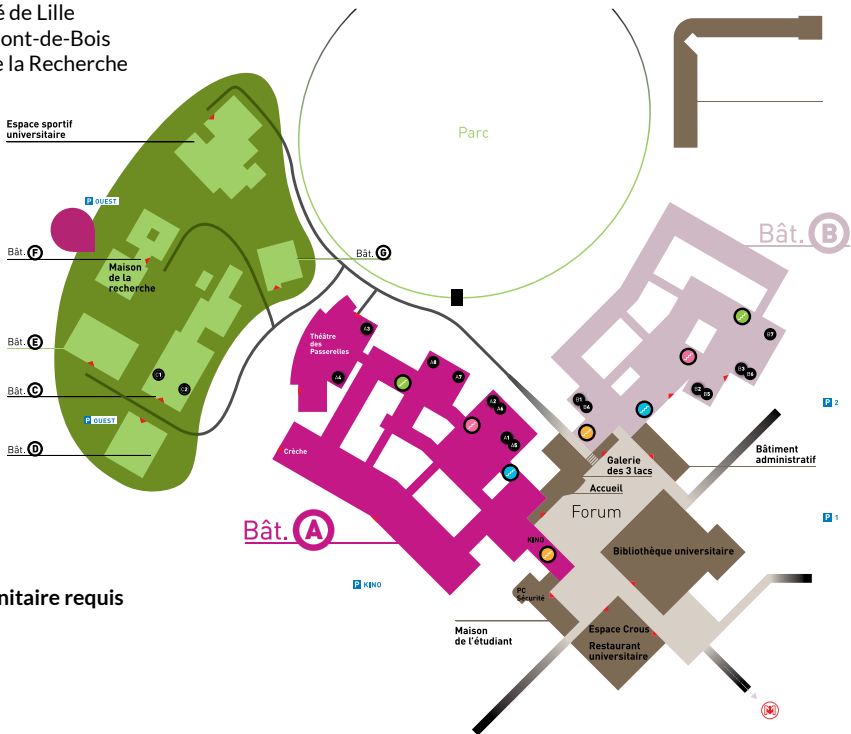 é de Lille
ont-de-Bois
e la Recherche
Espace sportif
universitaire
Parc
P OUEST
Bât. B
Bât. F
Bât. G
Maison
de la
recherche
Théâtre
des
Passerelles
A3
B7
Bât. E
A8
A7
B3
B6
A4
C1
C2
Bât. C
B2
B5
A2
A6
B1
B4
P 2
P OUEST
A1
A5
Bât. D
Crèche
Galerie
des 3 lacs
Bâtiment
administratif
Accueil
Forum
P 1
Bât. A
KINO
Bibliothèque universitaire
P KINO
PC
Sécurité
nitaire requis
Maison
de l'étudiant
Espace Crous
Restaurant
universitaire